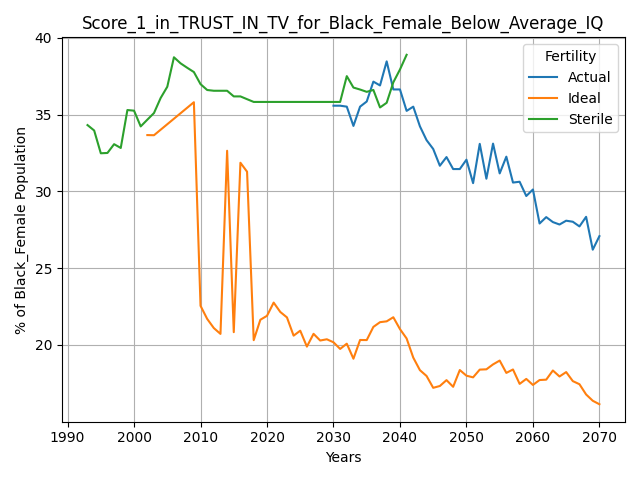 Score_1_in_TRUST_IN_TV_for_Black_Female_Below_Average_IQ
% of Black_Female Population
40
35
30
25
20
Fertility
Actual
Ideal
Sterile
1990 2000 2010 2020 2030 2040 2050 2060 2070
Years